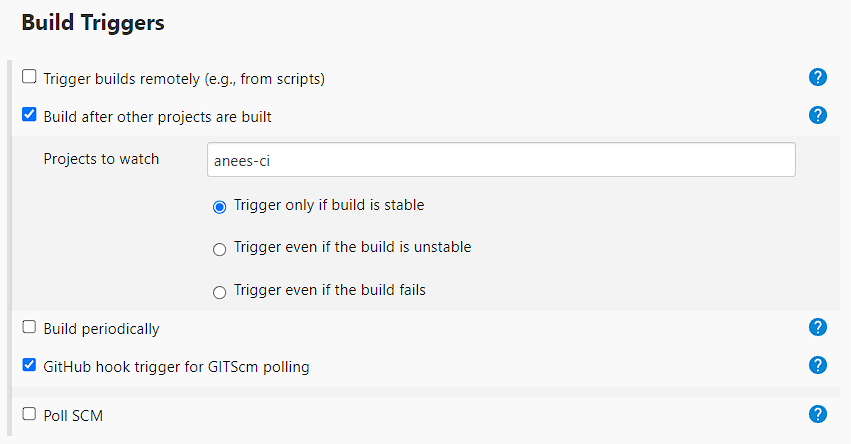 Build Triggers
Trigger builds remotely (e.g., from scripts)
?
Build after other projects are built
?
Projects to watch
anees-ci
Trigger only if build is stable
Trigger even if the build is unstable
Trigger even if the build fails
Build periodically
?
GitHub hook trigger for GITScm polling
?
Poll SCM
?